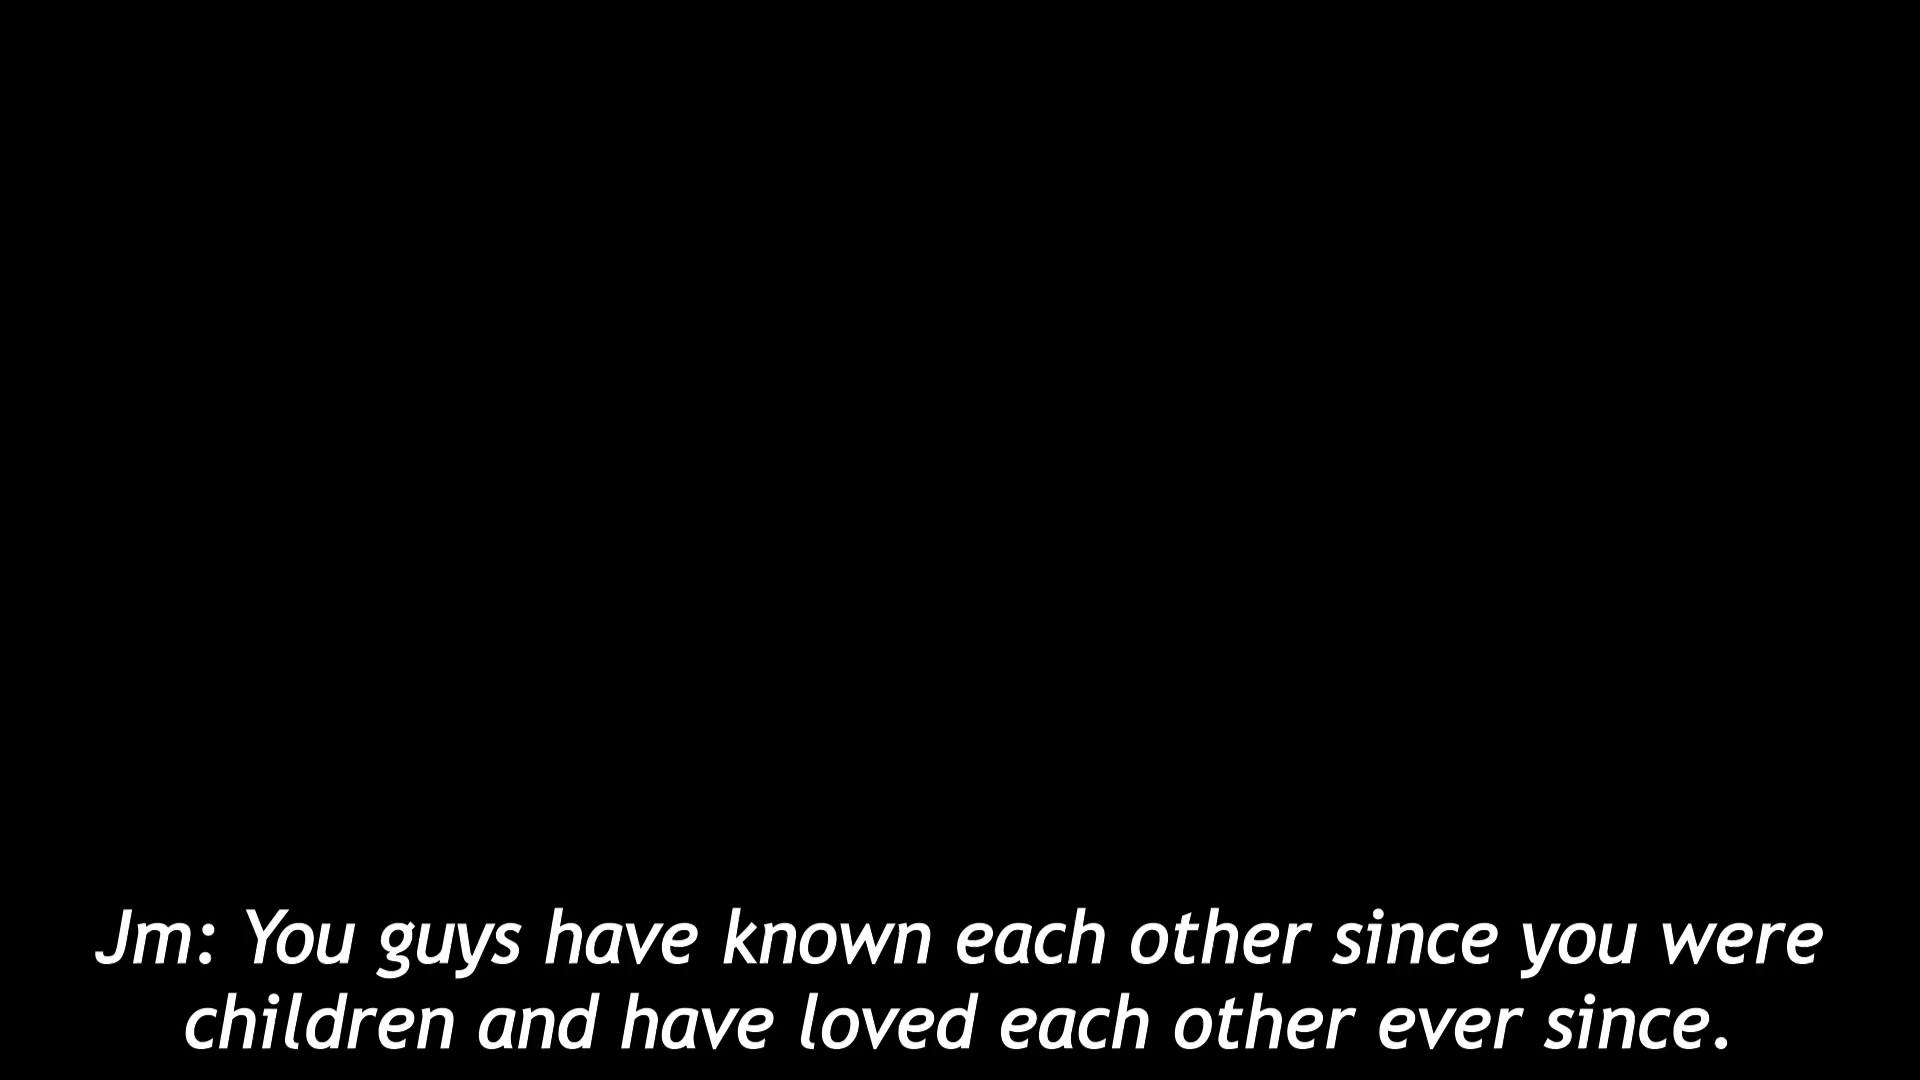 Jm: You guys have known each other since you were
children and have loved each other ever since.